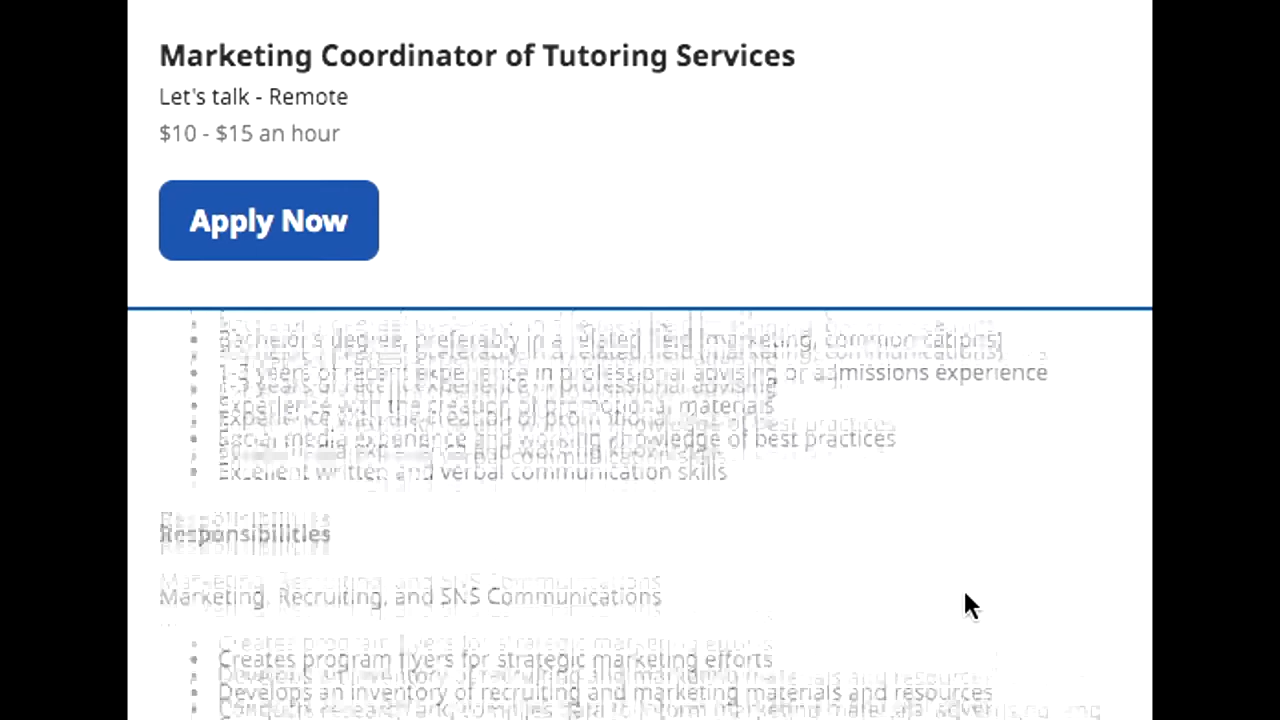 Marketing Coordinator of Tutoring Services
Let's talk - Remote
$10 - $15 an hour
Apply Now
Bachelor's degree, preferably in a related field [marketing, communications]
1-3 years of recent experience in professional advising or admissions experience
Experience with the creation of promotional materials
Social media experience and working knowledge of best practices
Excellent written and verbal communication skills
Responsibilities
Marketing, Recruiting, and SNS Communications
Creates program flyers for strategic marketing efforts
Develops an inventory of recruiting and marketing materials and resources